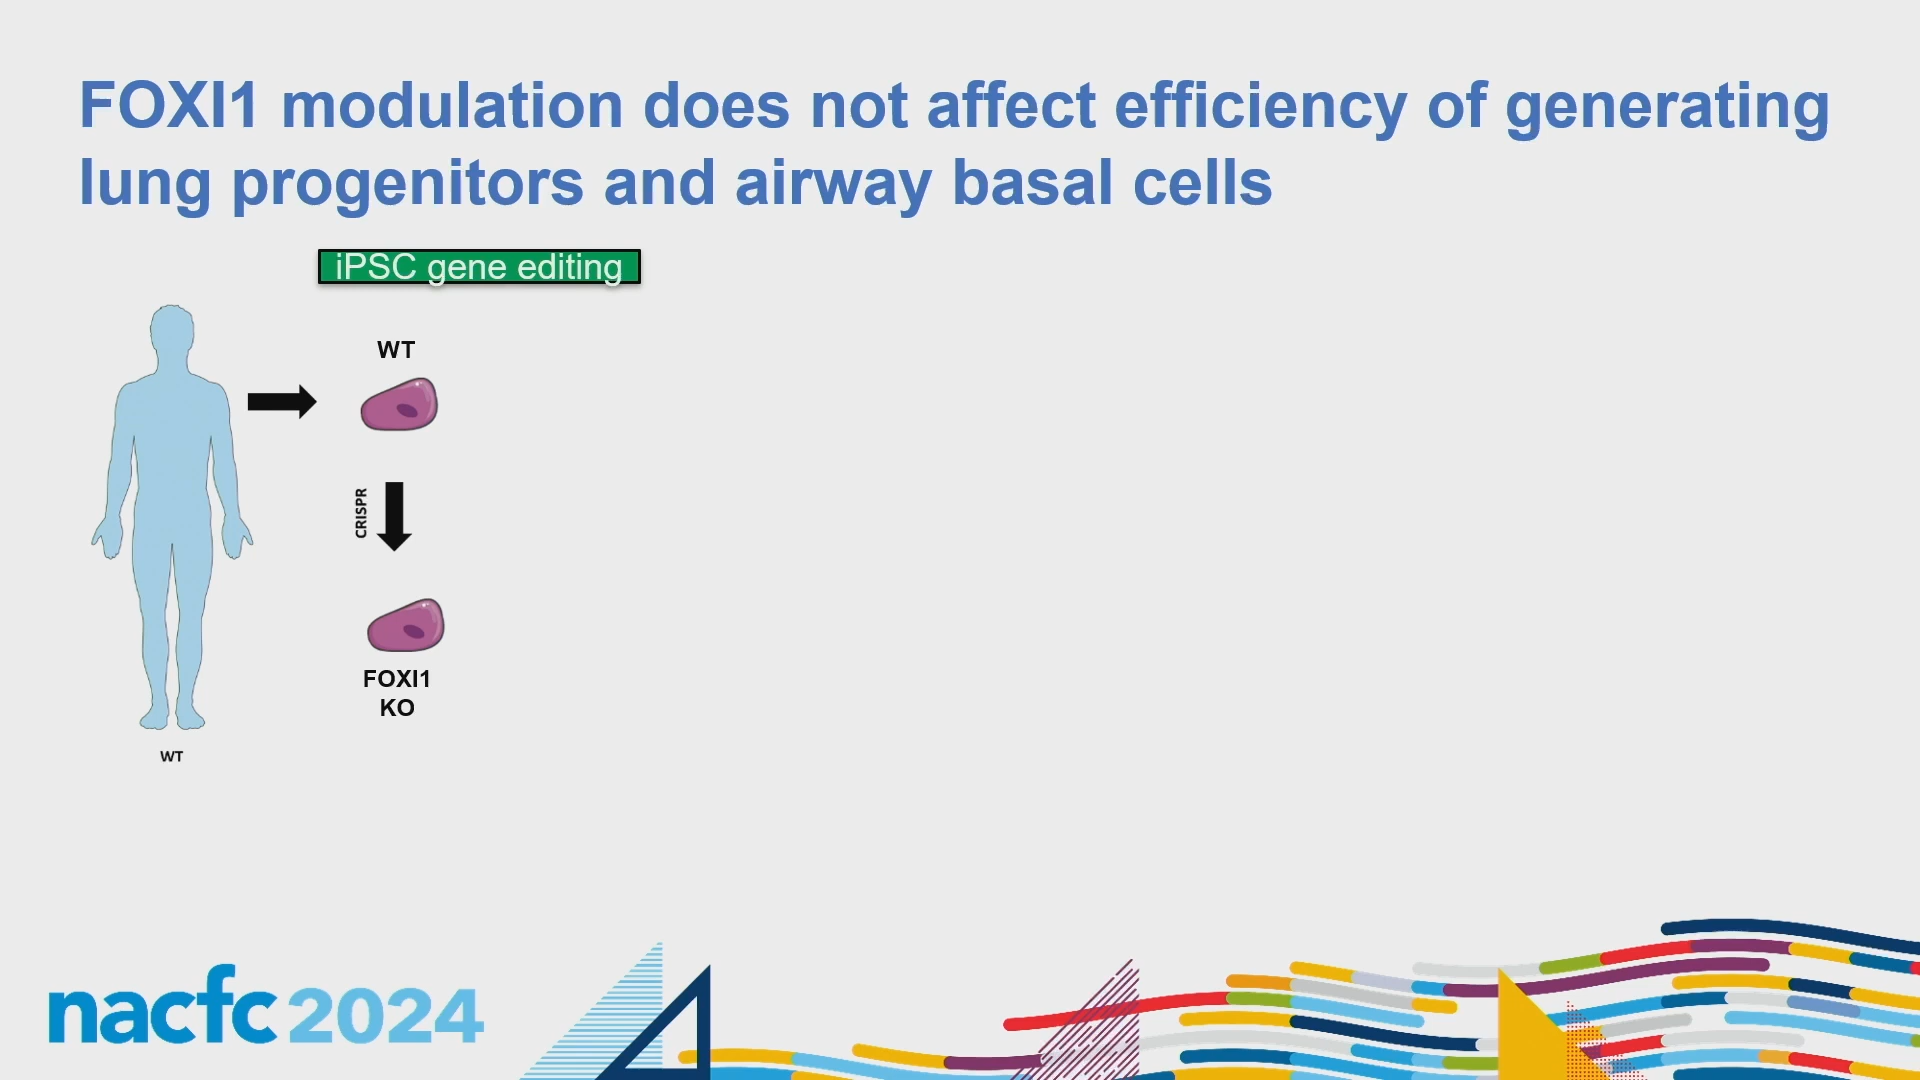 FOXI1 modulation does not affect efficiency of generating
lung progenitors and airway basal cells
iPSC gene editing
WT
CRISPR
FOXI1
KO
WT
nacfc 2024